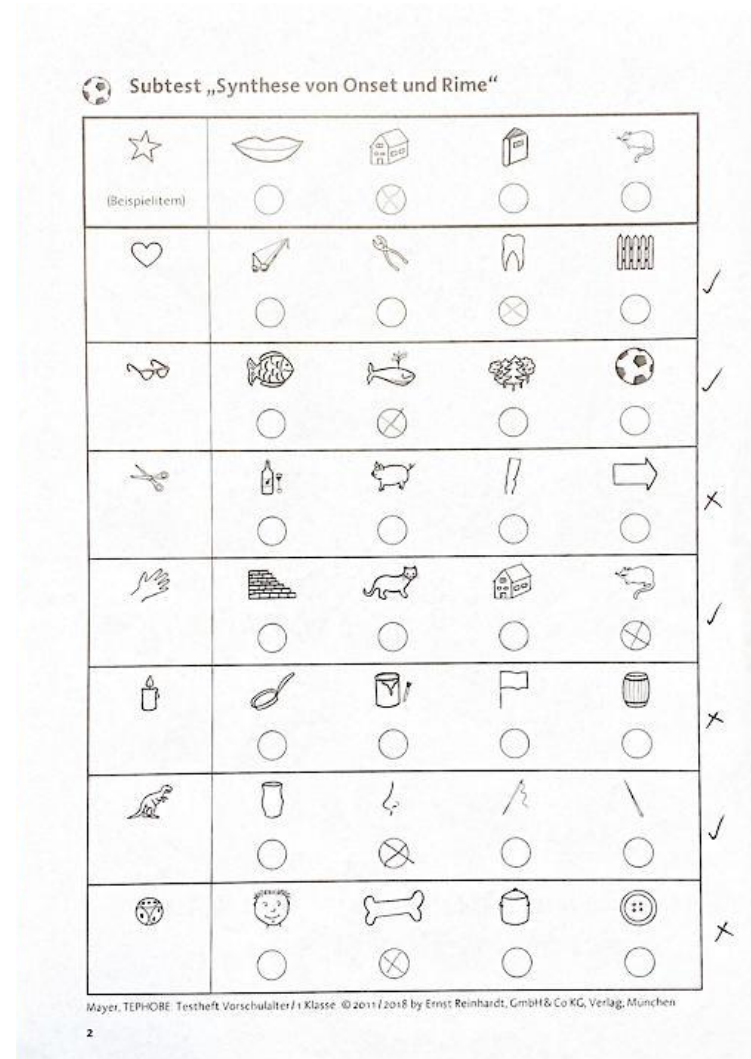 Subtest „Synthese von Onset und Rime“
(Beispielitem)
Mayer, TEPHOBE: Testheft Vorschulalter/1 Klasse © 2011/2018 by Ernst Reinhardt, GmbH & Co KG, Verlag, München
2